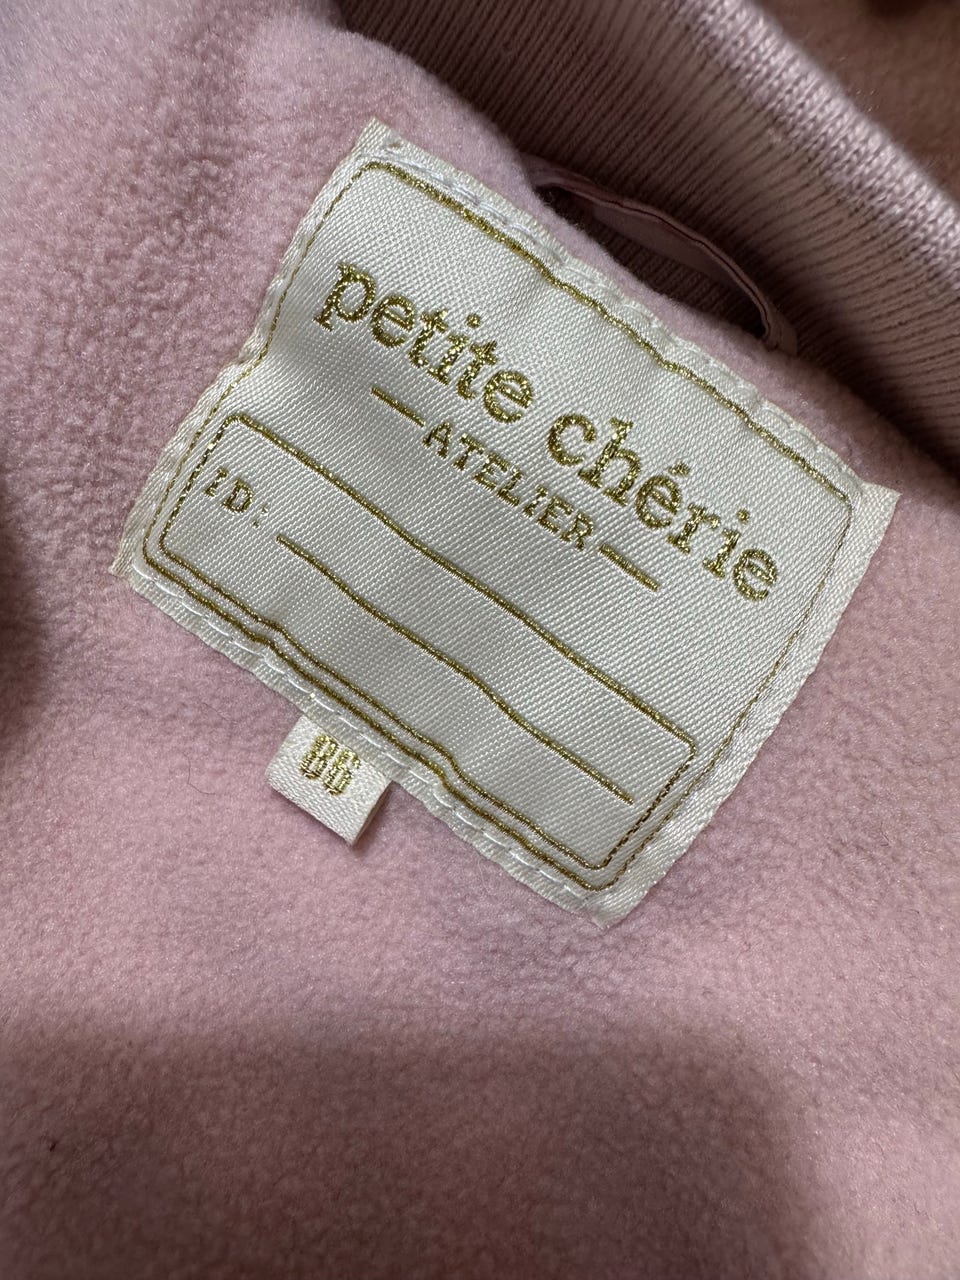 petite chérie
ATELIER
ID:
86